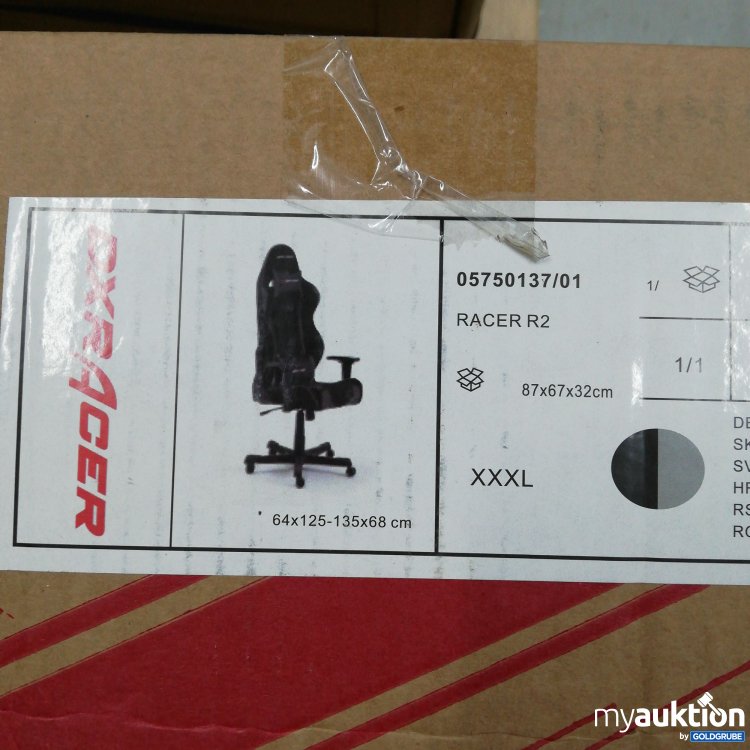 DXRACER
64x125-135x68 cm
05750137/01
1/
RACER R2
1/1
87x67x32cm
XXXL
DE
SK
SV
HR
RS
RO
myauktion
by GOLDGRUBE